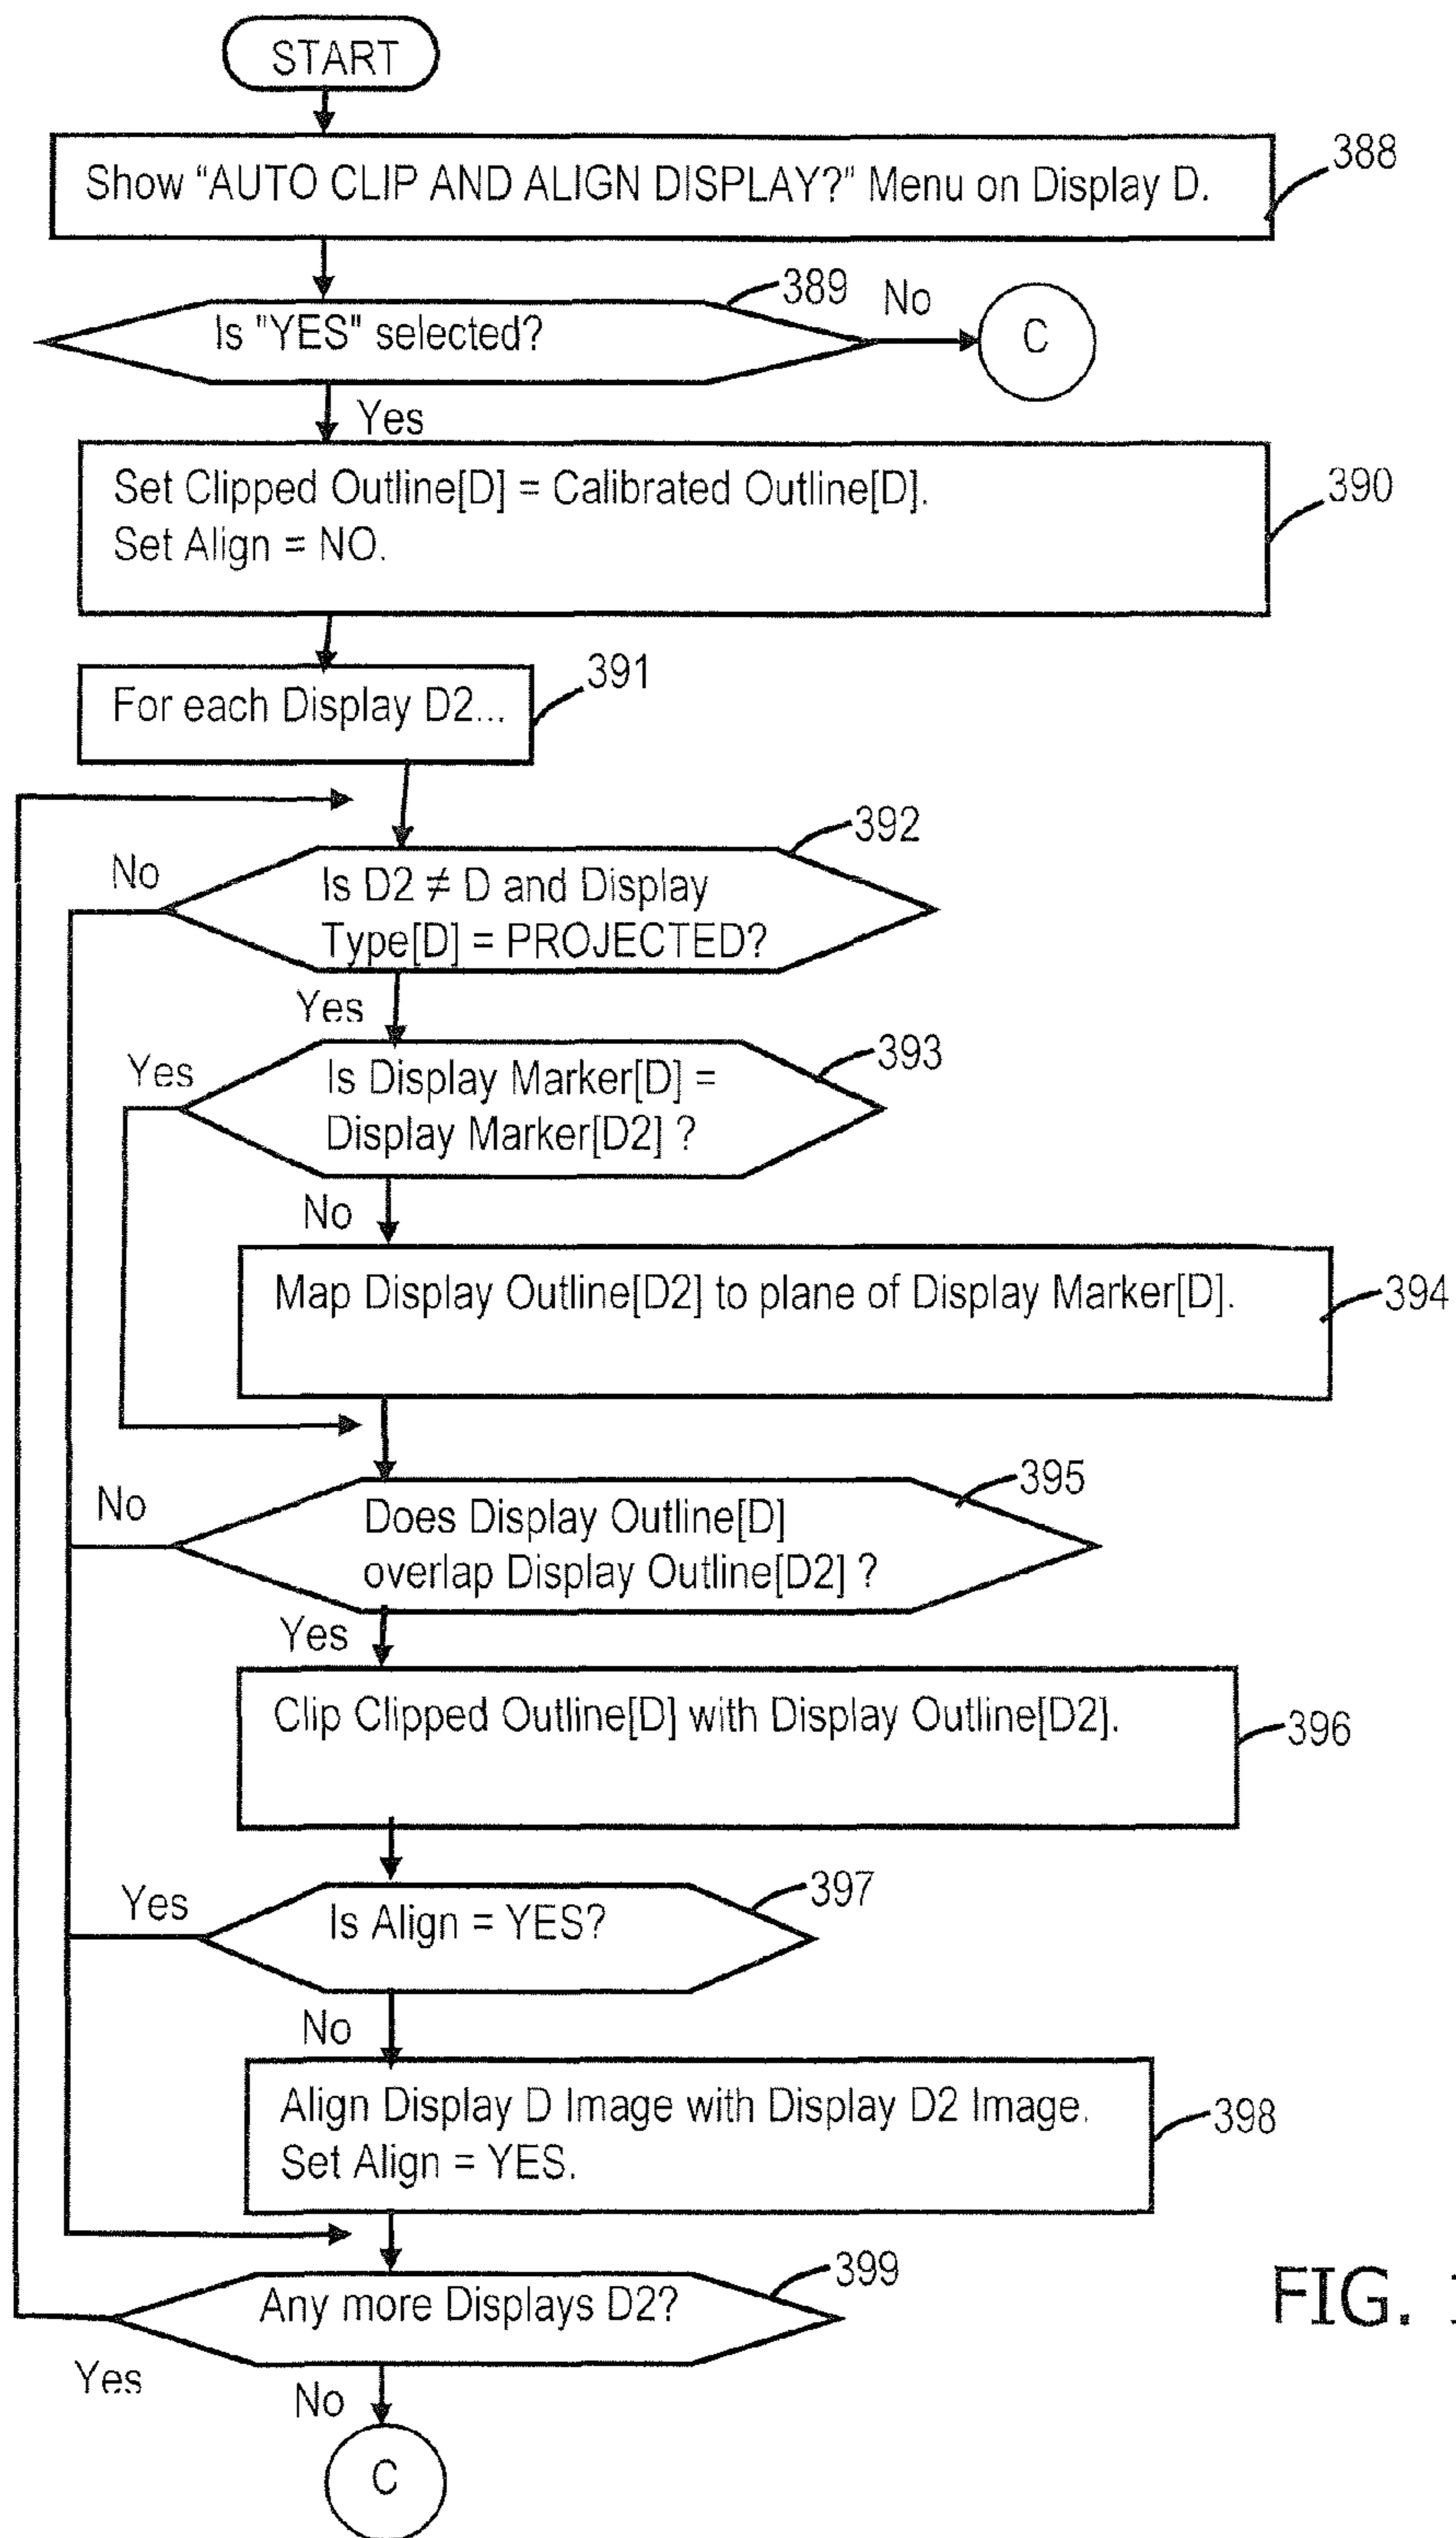 START
Show “AUTO CLIP AND ALIGN DISPLAY?” Menu on Display D.
388
Is "YES" selected?
389
No
C
Yes
Set Clipped Outline[D] = Calibrated Outline[D].
Set Align = NO.
390
For each Display D2...
391
392
No
Is D2 ≠ D and Display
Type[D] = PROJECTED?
Yes
393
Yes
Is Display Marker[D] =
Display Marker[D2] ?
No
Map Display Outline[D2] to plane of Display Marker[D].
394
395
No
Does Display Outline[D]
overlap Display Outline[D2] ?
Yes
Clip Clipped Outline[D] with Display Outline[D2].
396
397
Yes
Is Align = YES?
No
Align Display D Image with Display D2 Image.
Set Align = YES.
398
399
Any more Displays D2?
FIG.
Yes
No
C